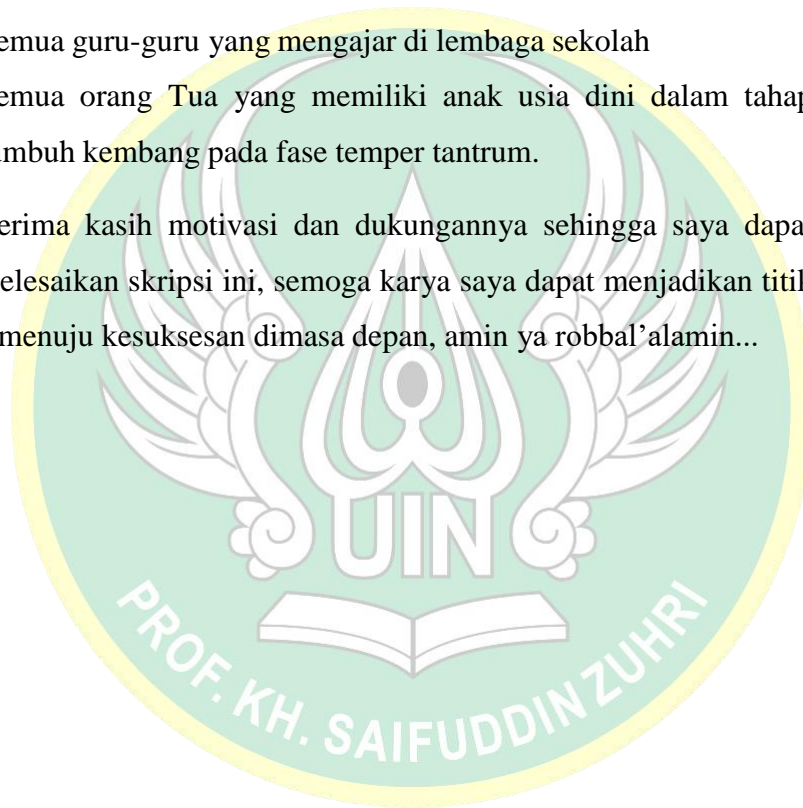 emua guru-guru yang mengajar di lembaga sekolah
emua orang Tua yang memiliki anak usia dini dalam tahap
umbuh kembang pada fase temper tantrum.
erima kasih motivasi dan dukungannya sehingga saya dapa
elesaikan skripsi ini, semoga karya saya dapat menjadikan titik
menuju kesuksesan dimasa depan, amin ya robbal’alamin...
UIN
PROF. KH. SAIFUDDIN ZUHRI